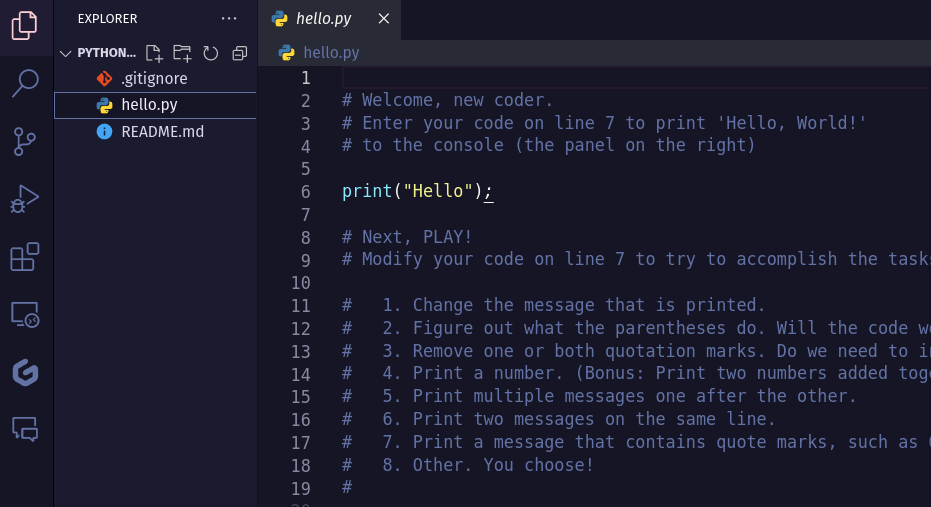 EXPLORER ···
PYTHON...
.gitignore
hello.py
README.md
hello.py
hello.py
1
2 # Welcome, new coder.
3 # Enter your code on line 7 to print 'Hello, World!'
4 # to the console (the panel on the right)
5
6 print("Hello");
7
8 # Next, PLAY!
9 # Modify your code on line 7 to try to accomplish the tasks
10
11 #   1. Change the message that is printed.
12 #   2. Figure out what the parentheses do. Will the code
13 #   3. Remove one or both quotation marks. Do we need to
14 #   4. Print a number. (Bonus: Print two numbers added
15 #   5. Print multiple messages one after the other.
16 #   6. Print two messages on the same line.
17 #   7. Print a message that contains quote marks, such as
18 #   8. Other. You choose!
19 #